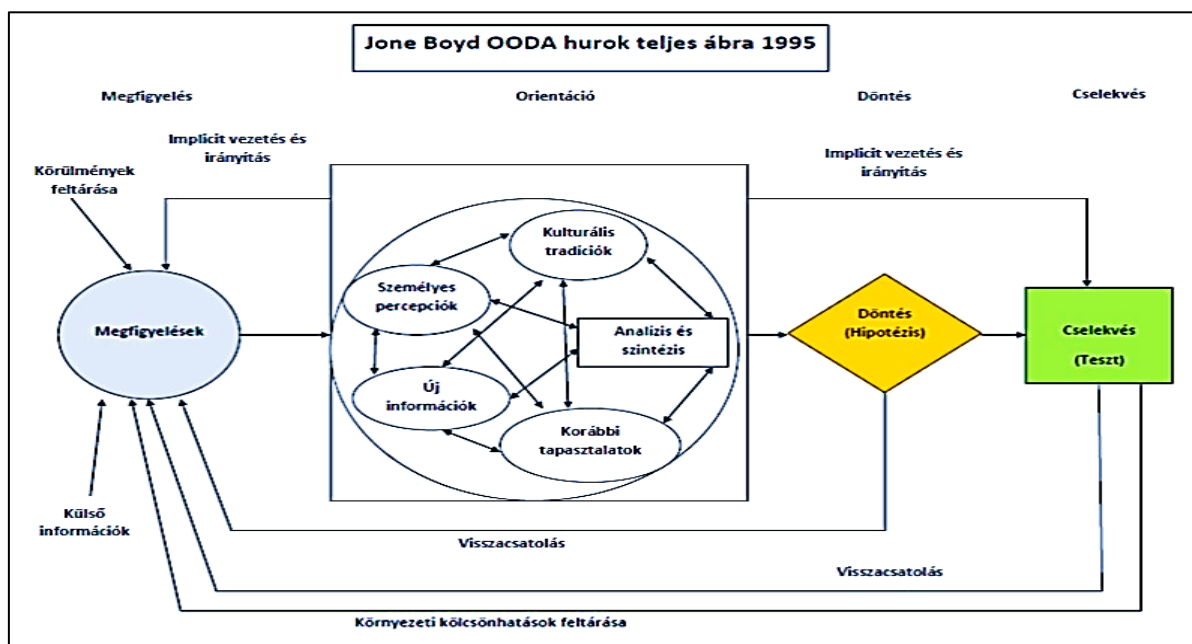 Jone Boyd OODA hurok teljes ábra 1995
Megfigyelés
Orientáció
Döntés
Cselekvés
Implicit vezetés és
irányítás
Implicit vezetés és
irányítás
Körülmények
feltárása
Kulturális
tradíciók
Személyes
percepciók
Megfigyelések
Analízis és
szintézis
Döntés
(Hipotézis)
Cselekvés
(Teszt)
Új
információk
Korábbi
tapasztalatok
Külső
információk
Visszacsatolás
Visszacsatolás
Környezeti kölcsönhatások feltárása